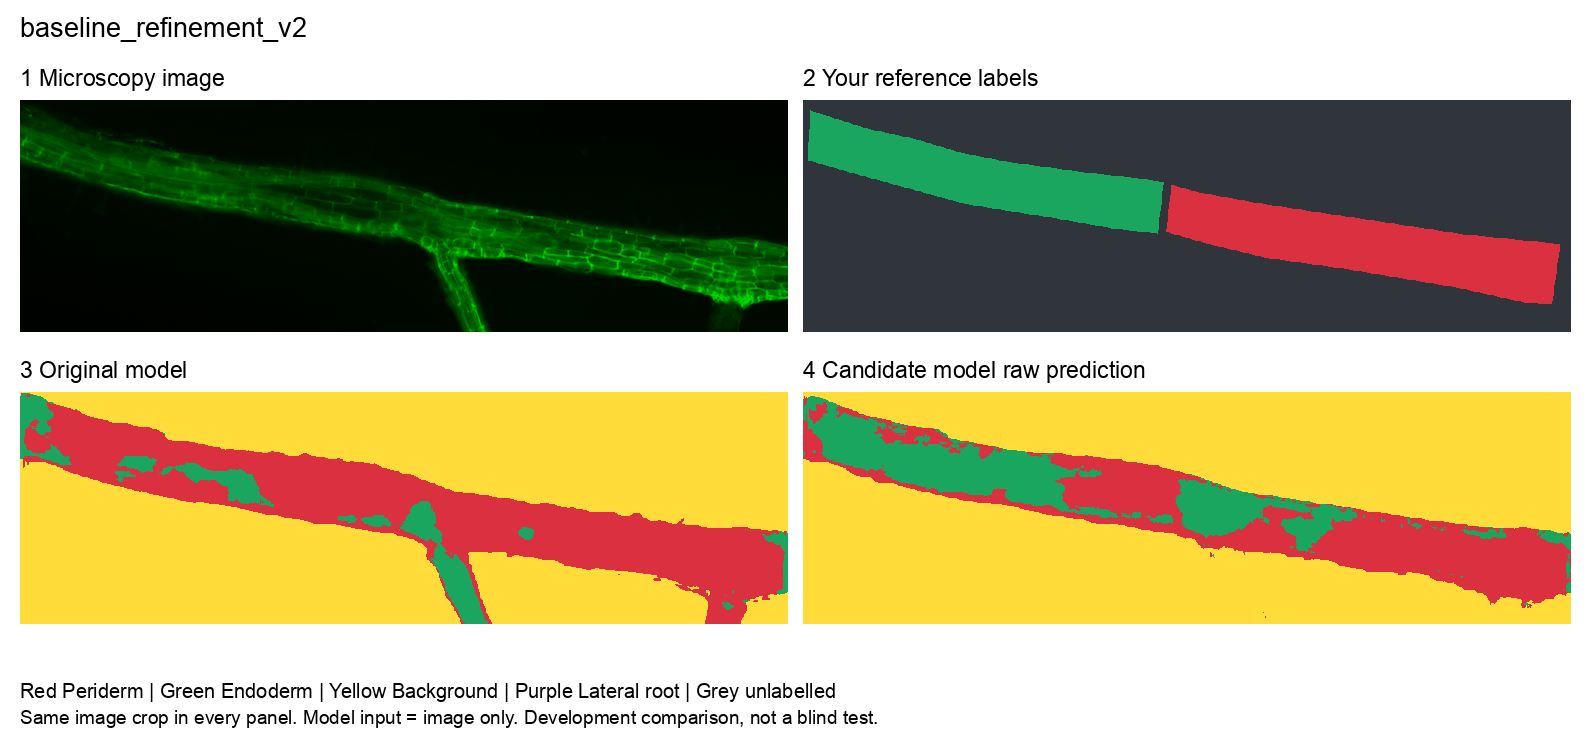 baseline_refinement_v2
1 Microscopy image
2 Your reference labels
3 Original model
4 Candidate model raw prediction
Red Periderm | Green Endoderm | Yellow Background | Purple Lateral root | Grey unlabelled
Same image crop in every panel. Model input = image only. Development comparison, not a blind test.